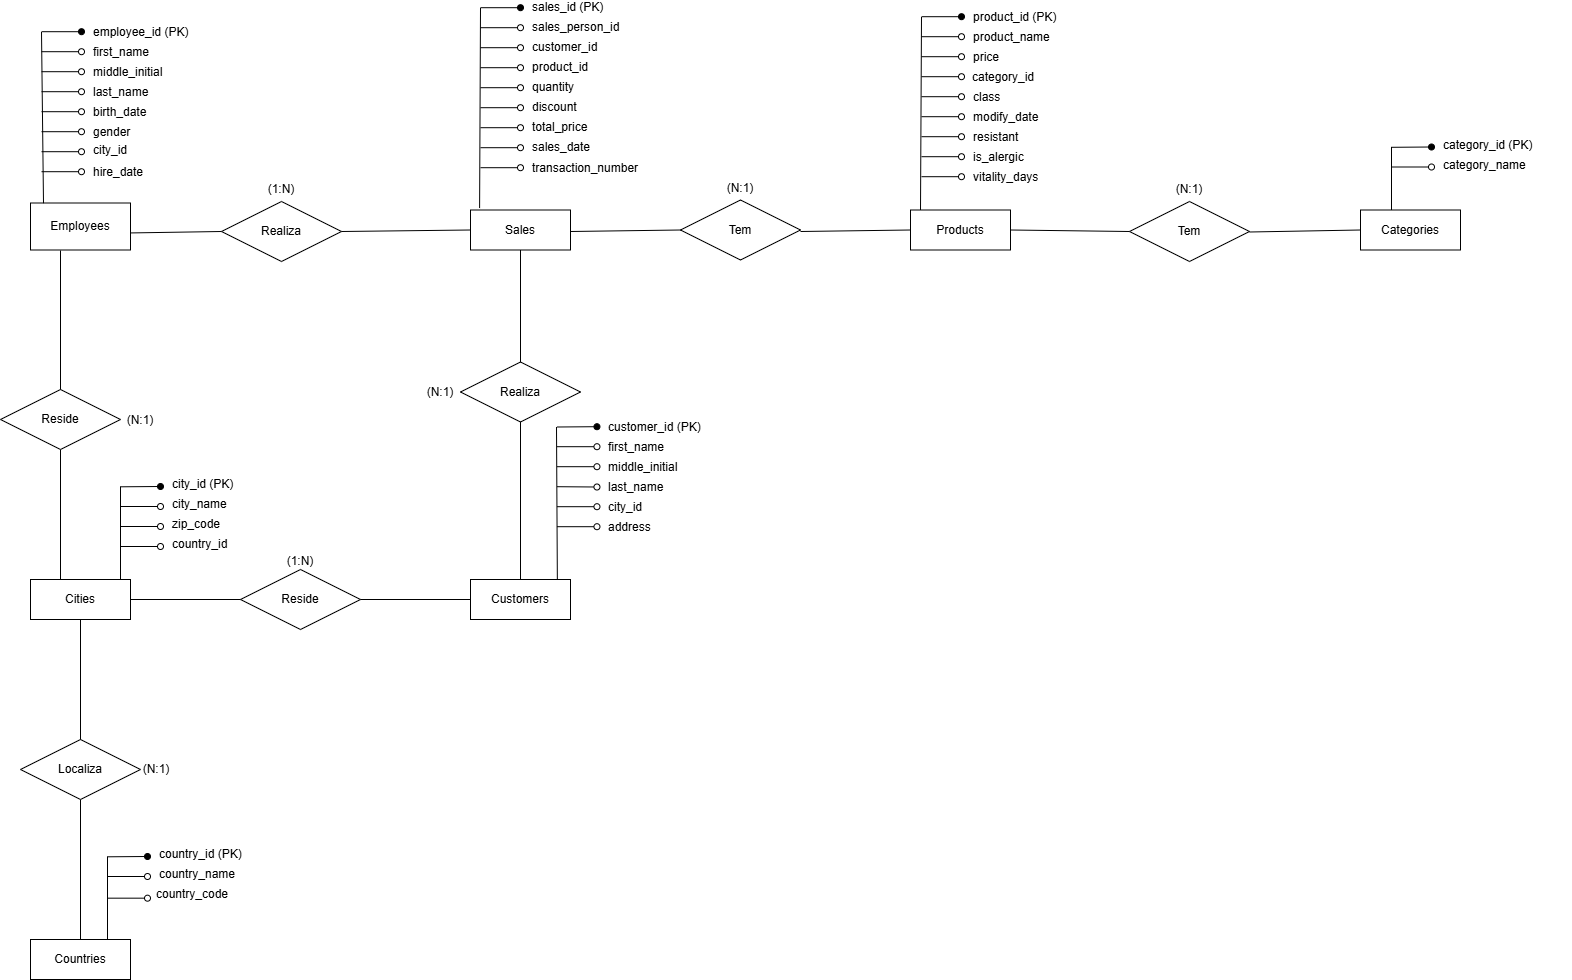 employee_id (PK)
first_name
middle_initial
last_name
birth_date
gender
city_id
hire_date
Employees
(1:N)
Realiza
sales_id (PK)
sales_person_id
customer_id
product_id
quantity
discount
total_price
sales_date
transaction_number
Sales
(N:1)
Tem
product_id (PK)
product_name
price
category_id
class
modify_date
resistant
is_alergic
vitality_days
Products
(N:1)
Tem
category_id (PK)
category_name
Categories
Reside
(N:1)
(N:1)
Realiza
customer_id (PK)
first_name
middle_initial
last_name
city_id
address
city_id (PK)
city_name
zip_code
country_id
Cities
(1:N)
Reside
Customers
Localiza
(N:1)
country_id (PK)
country_name
country_code
Countries